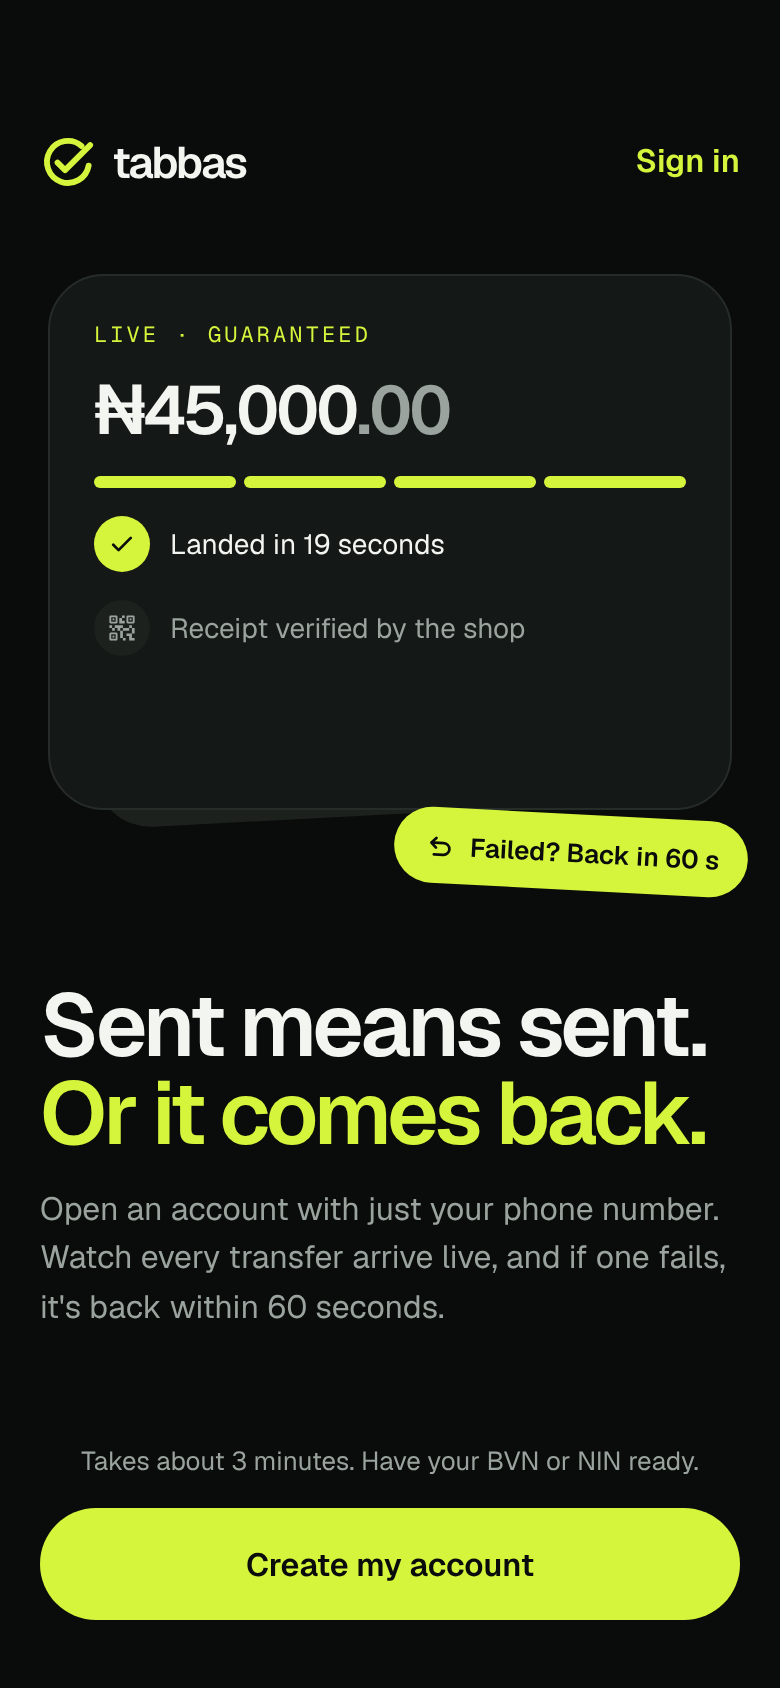 tabbas
Sign in
LIVE · GUARANTEED
₦45,000.00
Landed in 19 seconds
Receipt verified by the shop
Failed? Back in 60 s
Sent means sent.
Or it comes back.
Open an account with just your phone number.
Watch every transfer arrive live, and if one fails,
it's back within 60 seconds.
Takes about 3 minutes. Have your BVN or NIN ready.
Create my account